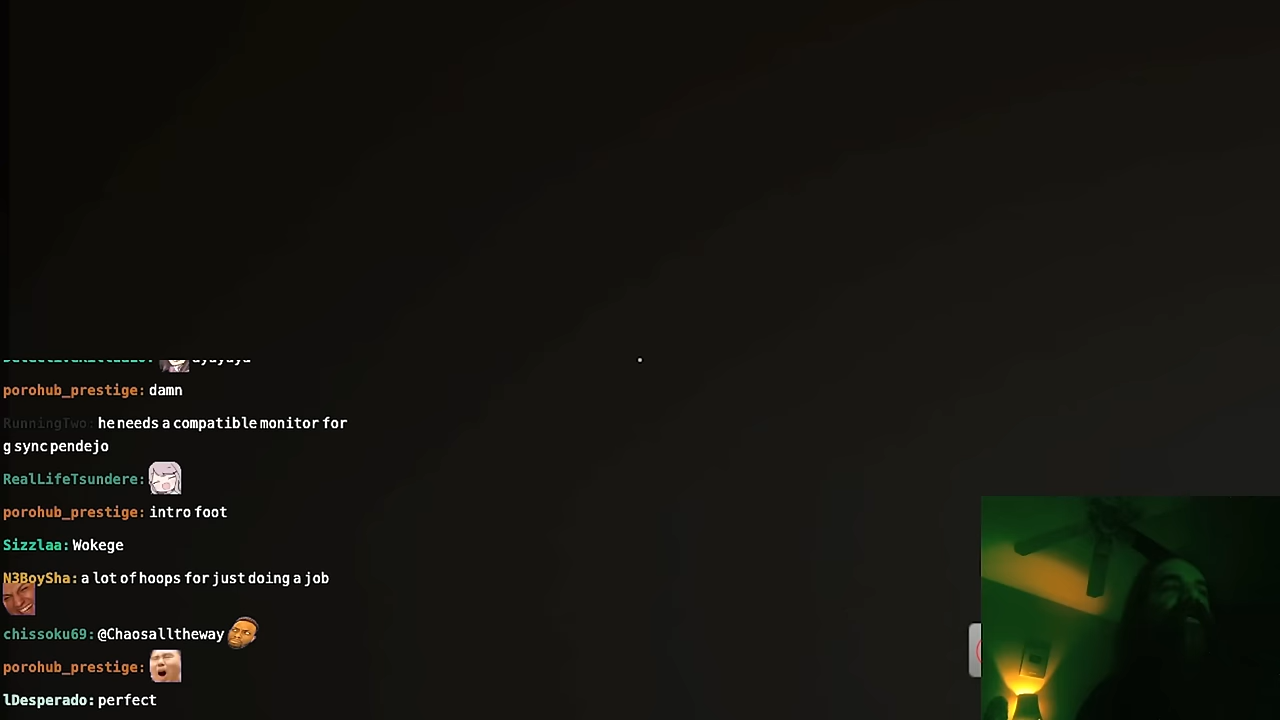 porohub_prestige: damn
RunningTwo: he needs a compatible monitor for
g sync pendejo
RealLifeTsundere:
porohub_prestige: intro foot
Sizzlaa: Wokege
N3BoySha: a lot of hoops for just doing a job
chissoku69: @Chaosalltheway
porohub_prestige:
lDesperado: perfect